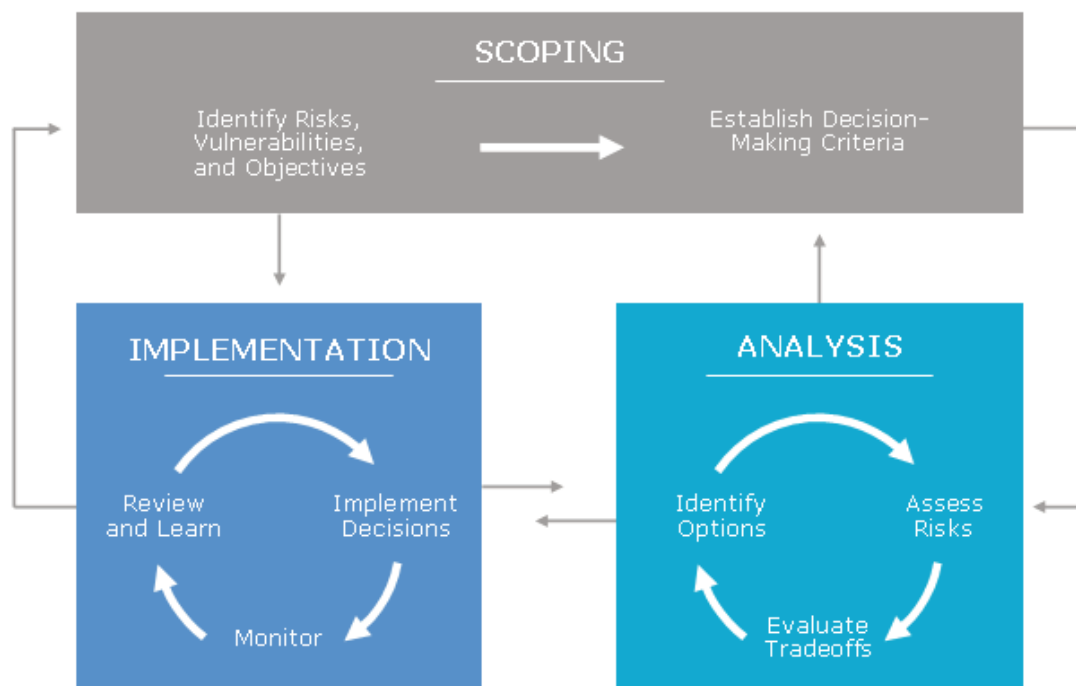 SCOPING
Identify Risks,
Vulnerabilities,
and Objectives
Establish Decision-
Making Criteria
IMPLEMENTATION
Review
and Learn
Implement
Decisions
Monitor
ANALYSIS
Identify
Options
Assess
Risks
Evaluate
Tradeoffs